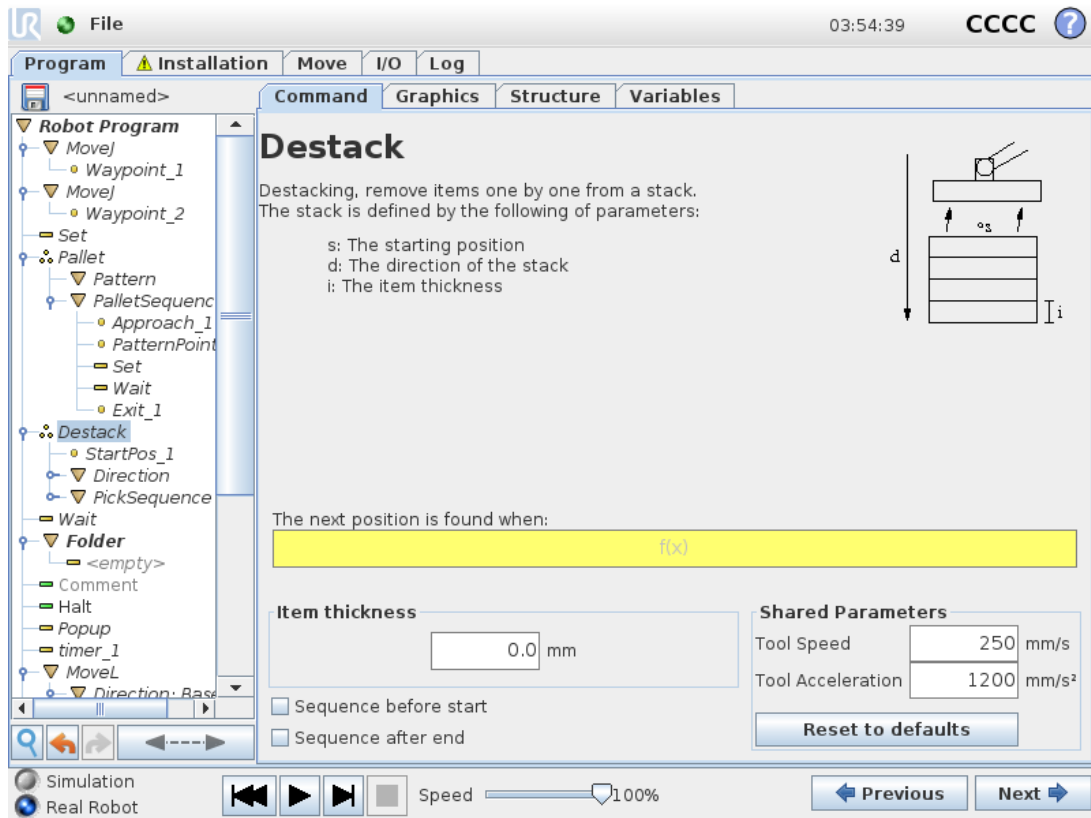 UR File 03:54:39 CCCC ?
Program Installation Move I/O Log
<unnamed> Command Graphics Structure Variables
Robot Program
MoveJ
Waypoint_1
MoveJ
Waypoint_2
Set
Pallet
Pattern
PalletSequenc
Approach_1
PatternPoint
Set
Wait
Exit_1
Destack
StartPos_1
Direction
PickSequence
Wait
Folder
<empty>
Comment
Halt
Popup
timer_1
MoveL
Direction: Base
Destack
Destacking, remove items one by one from a stack.
The stack is defined by the following of parameters:
s: The starting position
d: The direction of the stack
i: The item thickness
s
d
i
The next position is found when:
f(x)
Item thickness
0.0 mm
Sequence before start
Sequence after end
Shared Parameters
Tool Speed 250 mm/s
Tool Acceleration 1200 mm/s²
Reset to defaults
Simulation
Real Robot
Speed 100%
Previous Next